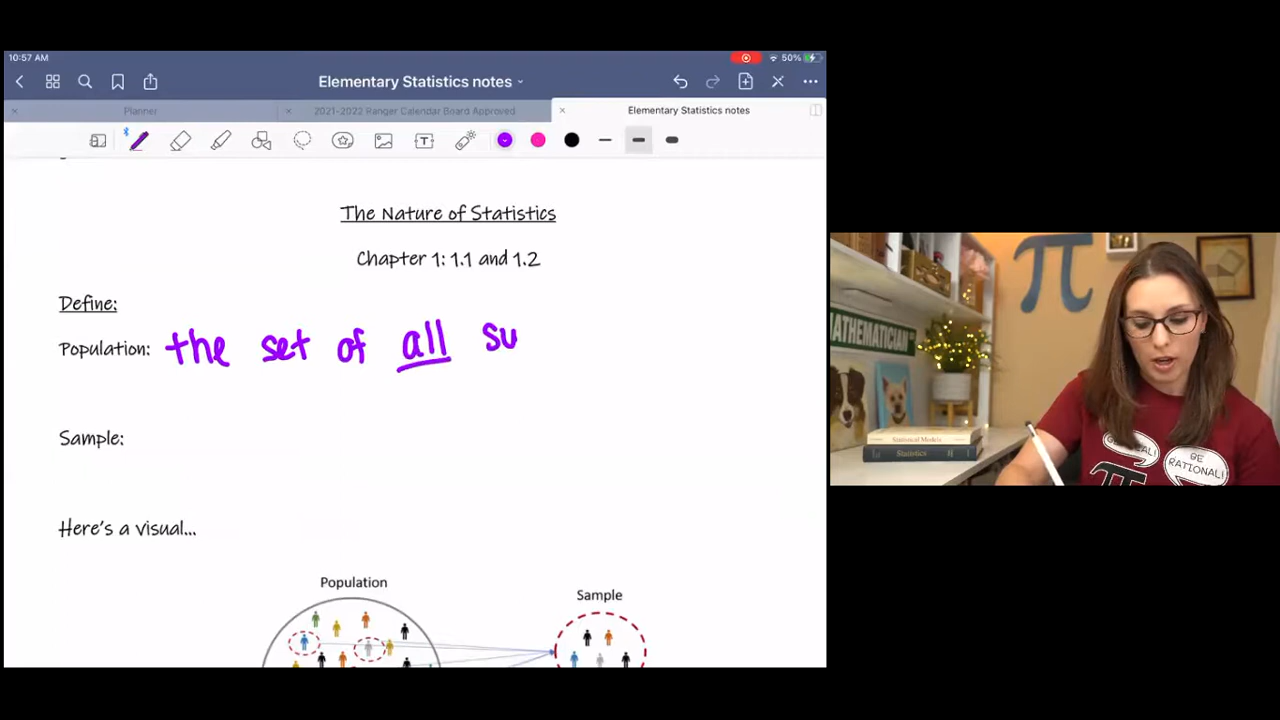 10:57 AM
50%
Elementary Statistics notes
Planner
2021-2022 Ranger Calendar Board Approved
Elementary Statistics notes
T
The Nature of Statistics
Chapter 1: 1.1 and 1.2
Define:
Population: the set of all su
Sample:
Here's a visual...
Population
Sample
MATHEMATICIAN
Statistical Models
Statistics
BE
RATIONAL!